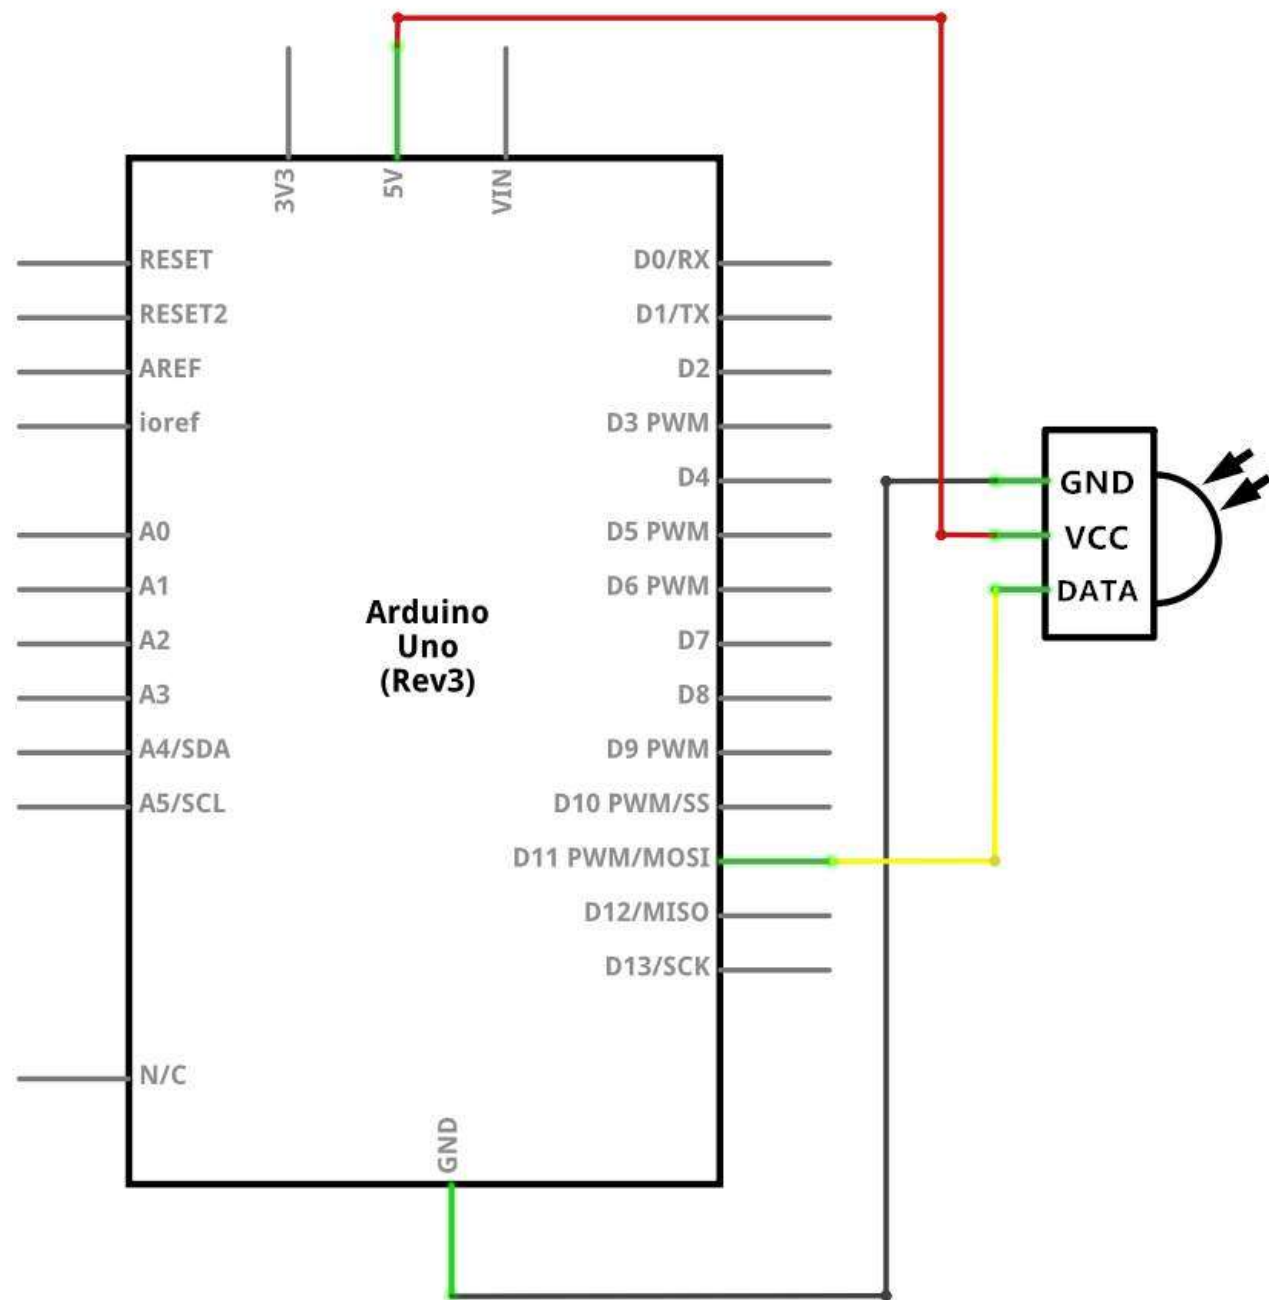 3V3
5V
VIN
RESET
D0/RX
RESET2
D1/TX
AREF
D2
ioref
D3 PWM
D4
GND
A0
D5 PWM
VCC
A1
D6 PWM
DATA
Arduino
Uno
(Rev3)
A2
D7
A3
D8
A4/SDA
D9 PWM
A5/SCL
D10 PWM/SS
D11 PWM/MOSI
D12/MISO
D13/SCK
N/C
GND